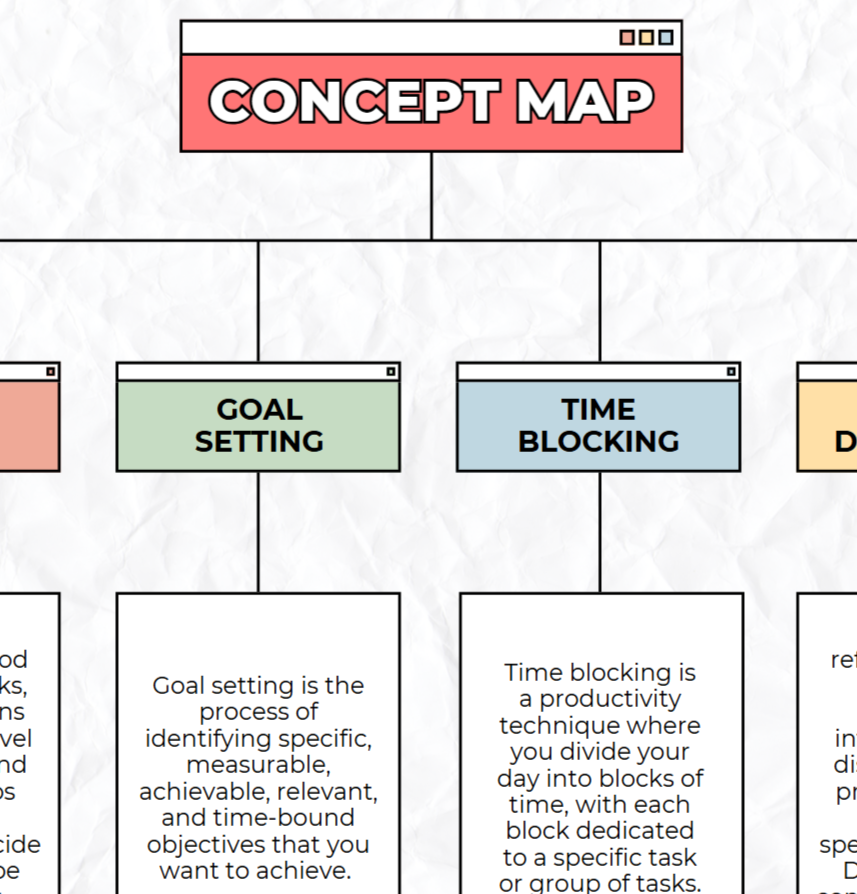 CONCEPT MAP
GOAL
SETTING
TIME
BLOCKING
D
od
ks,
ns
vel
nd
os
cide
be
Goal setting is the
process of
identifying specific,
measurable,
achievable, relevant,
and time-bound
objectives that you
want to achieve.
Time blocking is
a productivity
technique where
you divide your
day into blocks of
time, with each
block dedicated
to a specific task
or group of tasks.
ref
in
di
pr
spe
D